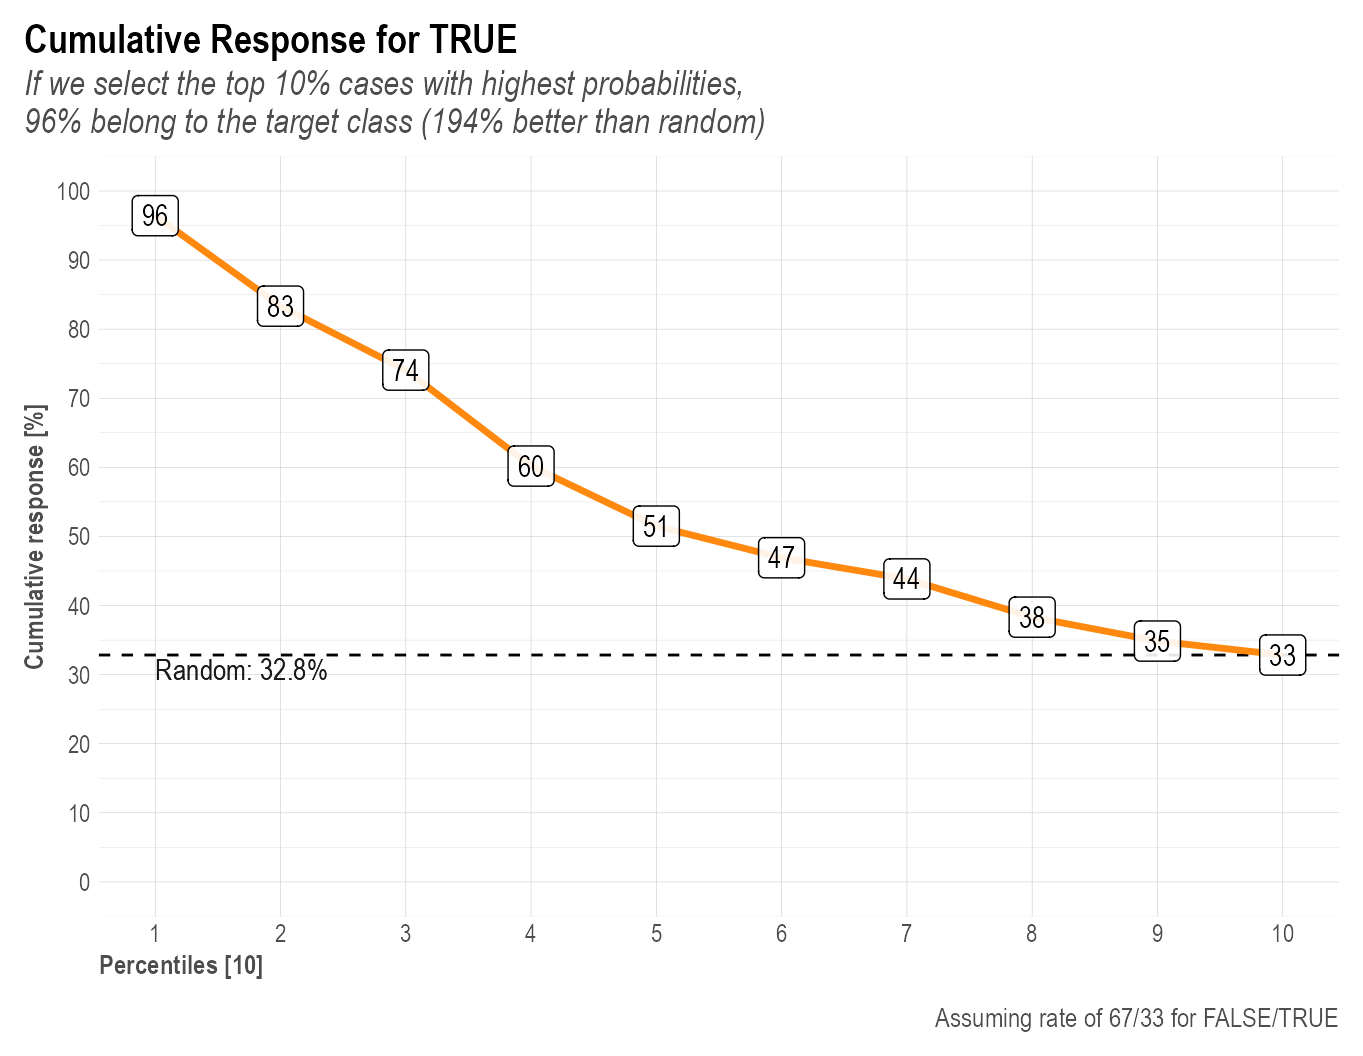 Cumulative Response for TRUE
If we select the top 10% cases with highest probabilities,
96% belong to the target class (194% better than random)
Cumulative response [%]
100
90
80
70
60
50
40
30
20
10
0
96
83
74
60
51
47
44
38
35
33
Random: 32.8%
1 2 3 4 5 6 7 8 9 10
Percentiles [10]
Assuming rate of 67/33 for FALSE/TRUE